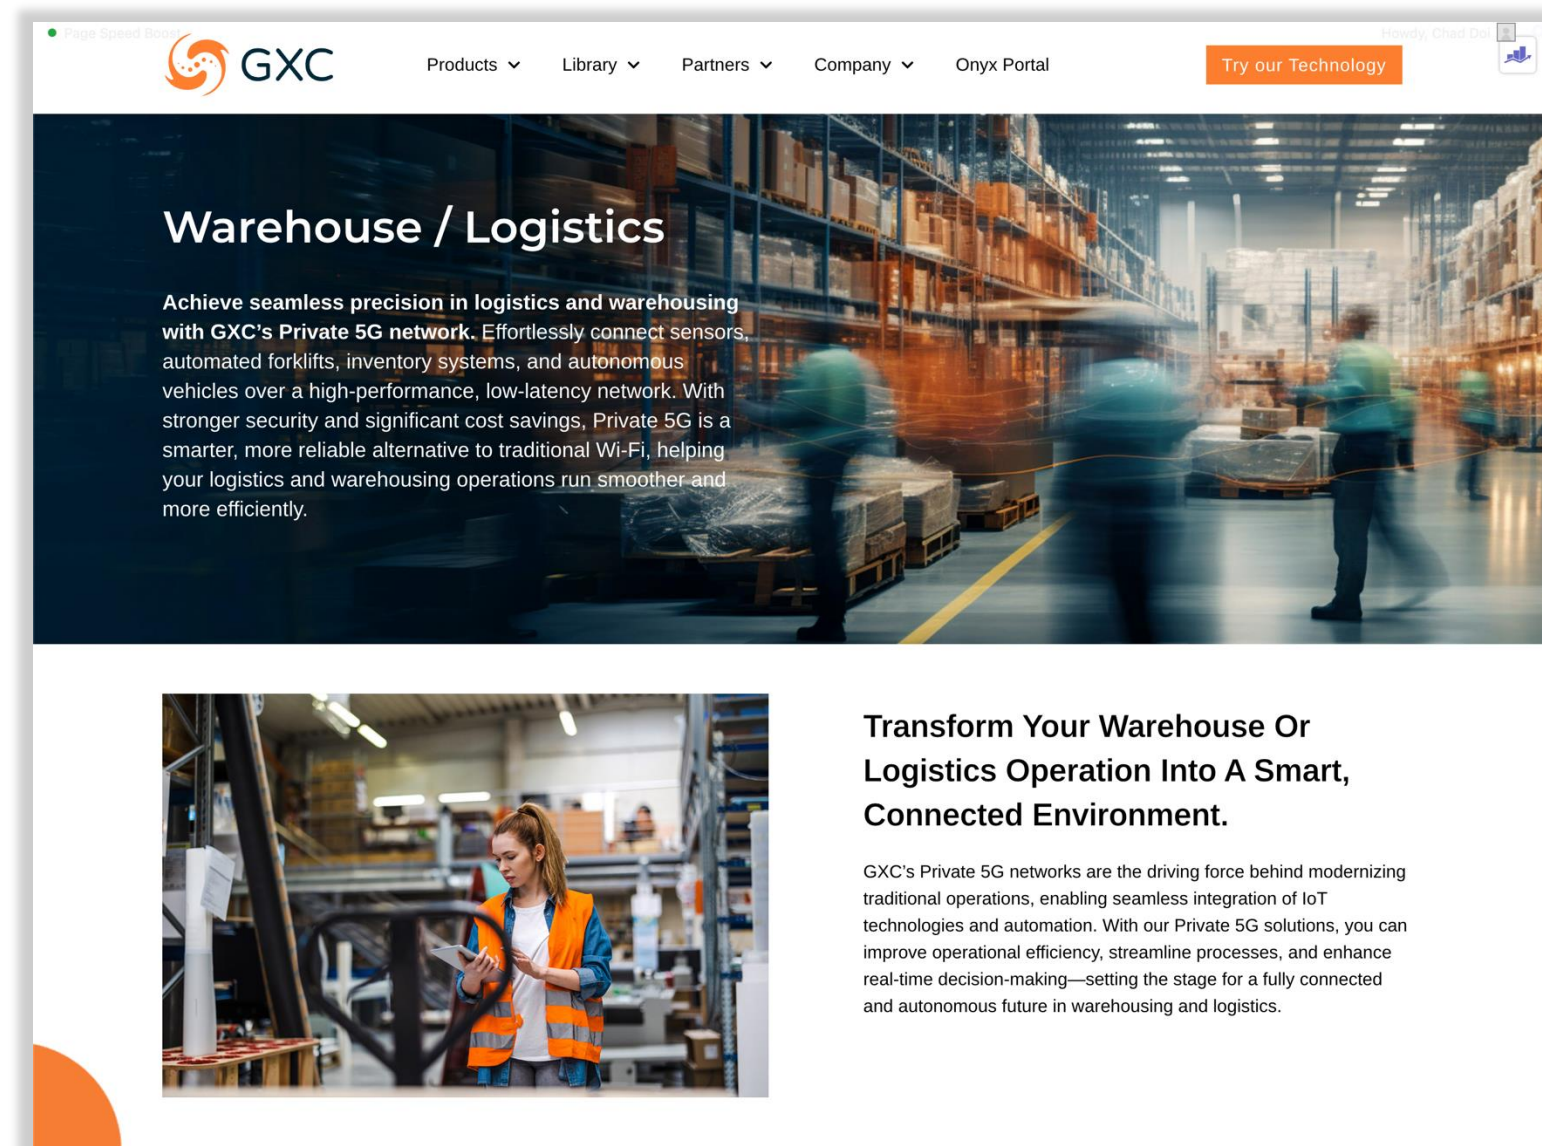 Page Speed Boost
Howdy, Chad Doi
GXC
Products
Library
Partners
Company
Onyx Portal
Try our Technology
Warehouse / Logistics
Achieve seamless precision in logistics and warehousing
with GXC’s Private 5G network. Effortlessly connect sensors,
automated forklifts, inventory systems, and autonomous
vehicles over a high-performance, low-latency network. With
stronger security and significant cost savings, Private 5G is a
smarter, more reliable alternative to traditional Wi-Fi, helping
your logistics and warehousing operations run smoother and
more efficiently.
Transform Your Warehouse Or
Logistics Operation Into A Smart,
Connected Environment.
GXC’s Private 5G networks are the driving force behind modernizing
traditional operations, enabling seamless integration of IoT
technologies and automation. With our Private 5G solutions, you can
improve operational efficiency, streamline processes, and enhance
real-time decision-making—setting the stage for a fully connected
and autonomous future in warehousing and logistics.